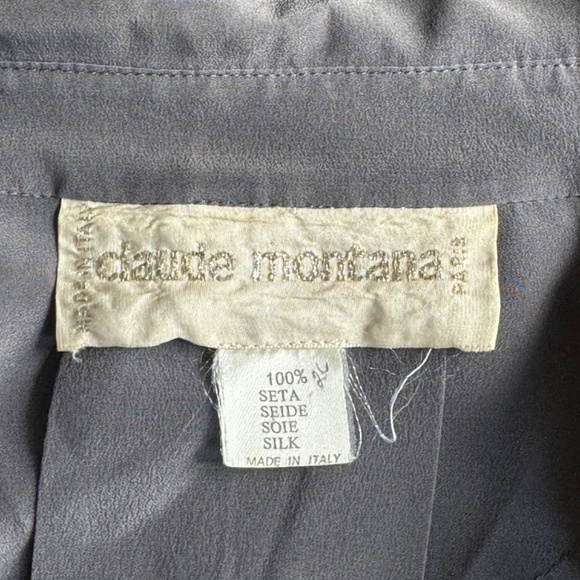 MADE IN ITALY
claude montana
PARIS
100%
SETA
SEIDE
SOIE
SILK
MADE IN ITALY